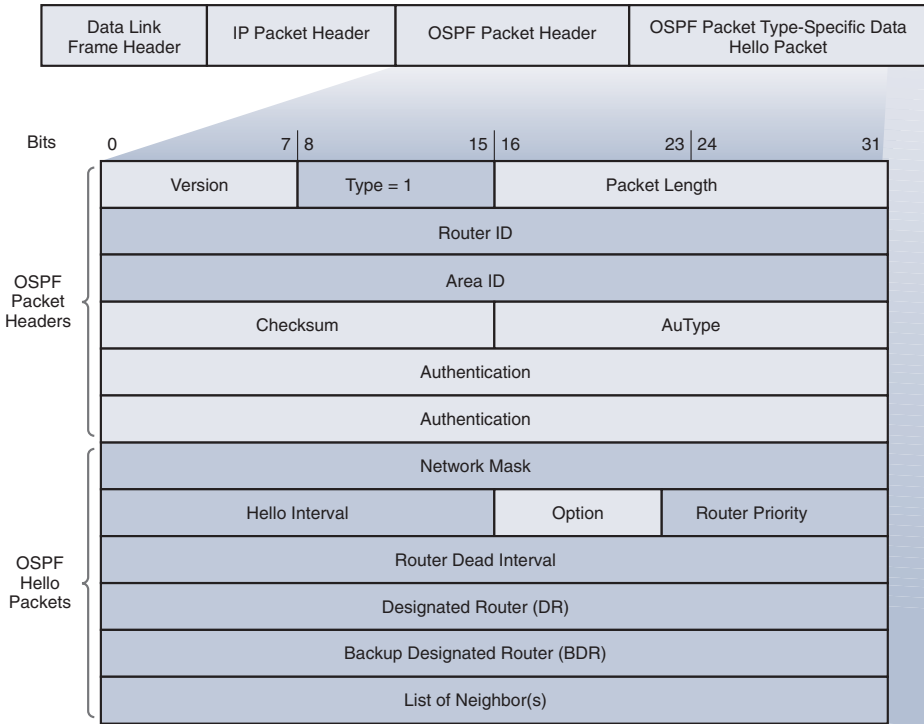 Data Link
Frame Header
IP Packet Header
OSPF Packet Header
OSPF Packet Type-Specific Data
Hello Packet
Bits 0 7 8 15 16 23 24 31
Version Type = 1 Packet Length
Router ID
Area ID
OSPF
Packet
Headers
Checksum AuType
Authentication
Authentication
Network Mask
Hello Interval Option Router Priority
Router Dead Interval
OSPF
Hello
Packets
Designated Router (DR)
Backup Designated Router (BDR)
List of Neighbor(s)